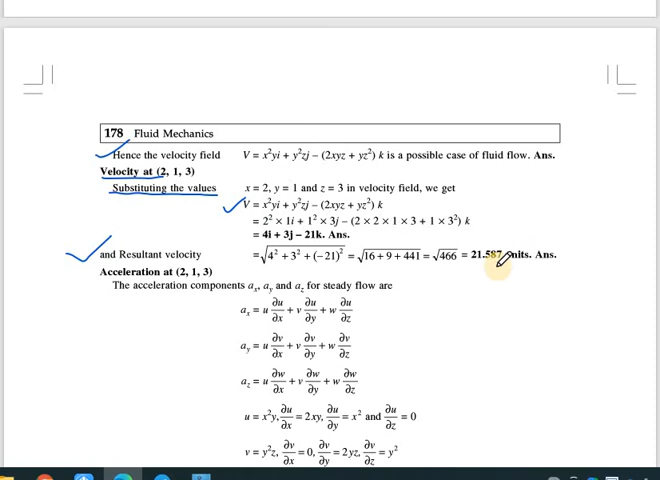 178 Fluid Mechanics
Hence the velocity field V = x²yi + y²zj – (2xyz + yz²) k is a possible case of fluid flow. Ans.
Velocity at (2, 1, 3)
Substituting the values x = 2, y = 1 and z = 3 in velocity field, we get
V = x²yi + y²zj – (2xyz + yz²) k
= 2² × 1i + 1² × 3j – (2 × 2 × 1 × 3 + 1 × 3²) k
= 4i + 3j – 21k. Ans.
and Resultant velocity = √(4² + 3² + (–21)²) = √(16 + 9 + 441) = √466 = 21.587 units. Ans.
Acceleration at (2, 1, 3)
The acceleration components aₓ, a_y and a_z for steady flow are
aₓ = u ∂u/∂x + v ∂u/∂y + w ∂u/∂z
a_y = u ∂v/∂x + v ∂v/∂y + w ∂v/∂z
a_z = u ∂w/∂x + v ∂w/∂y + w ∂w/∂z
u = x²y, ∂u/∂x = 2xy, ∂u/∂y = x² and ∂u/∂z = 0
v = y²z, ∂v/∂x = 0, ∂v/∂y = 2yz, ∂v/∂z = y²